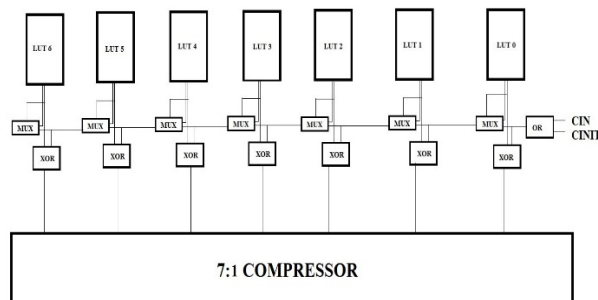 LUT 6 LUT 5 LUT 4 LUT 3 LUT 2 LUT 1 LUT 0
MUX MUX MUX MUX MUX MUX MUX OR CIN
CINIT
XOR XOR XOR XOR XOR XOR XOR
7:1 COMPRESSOR